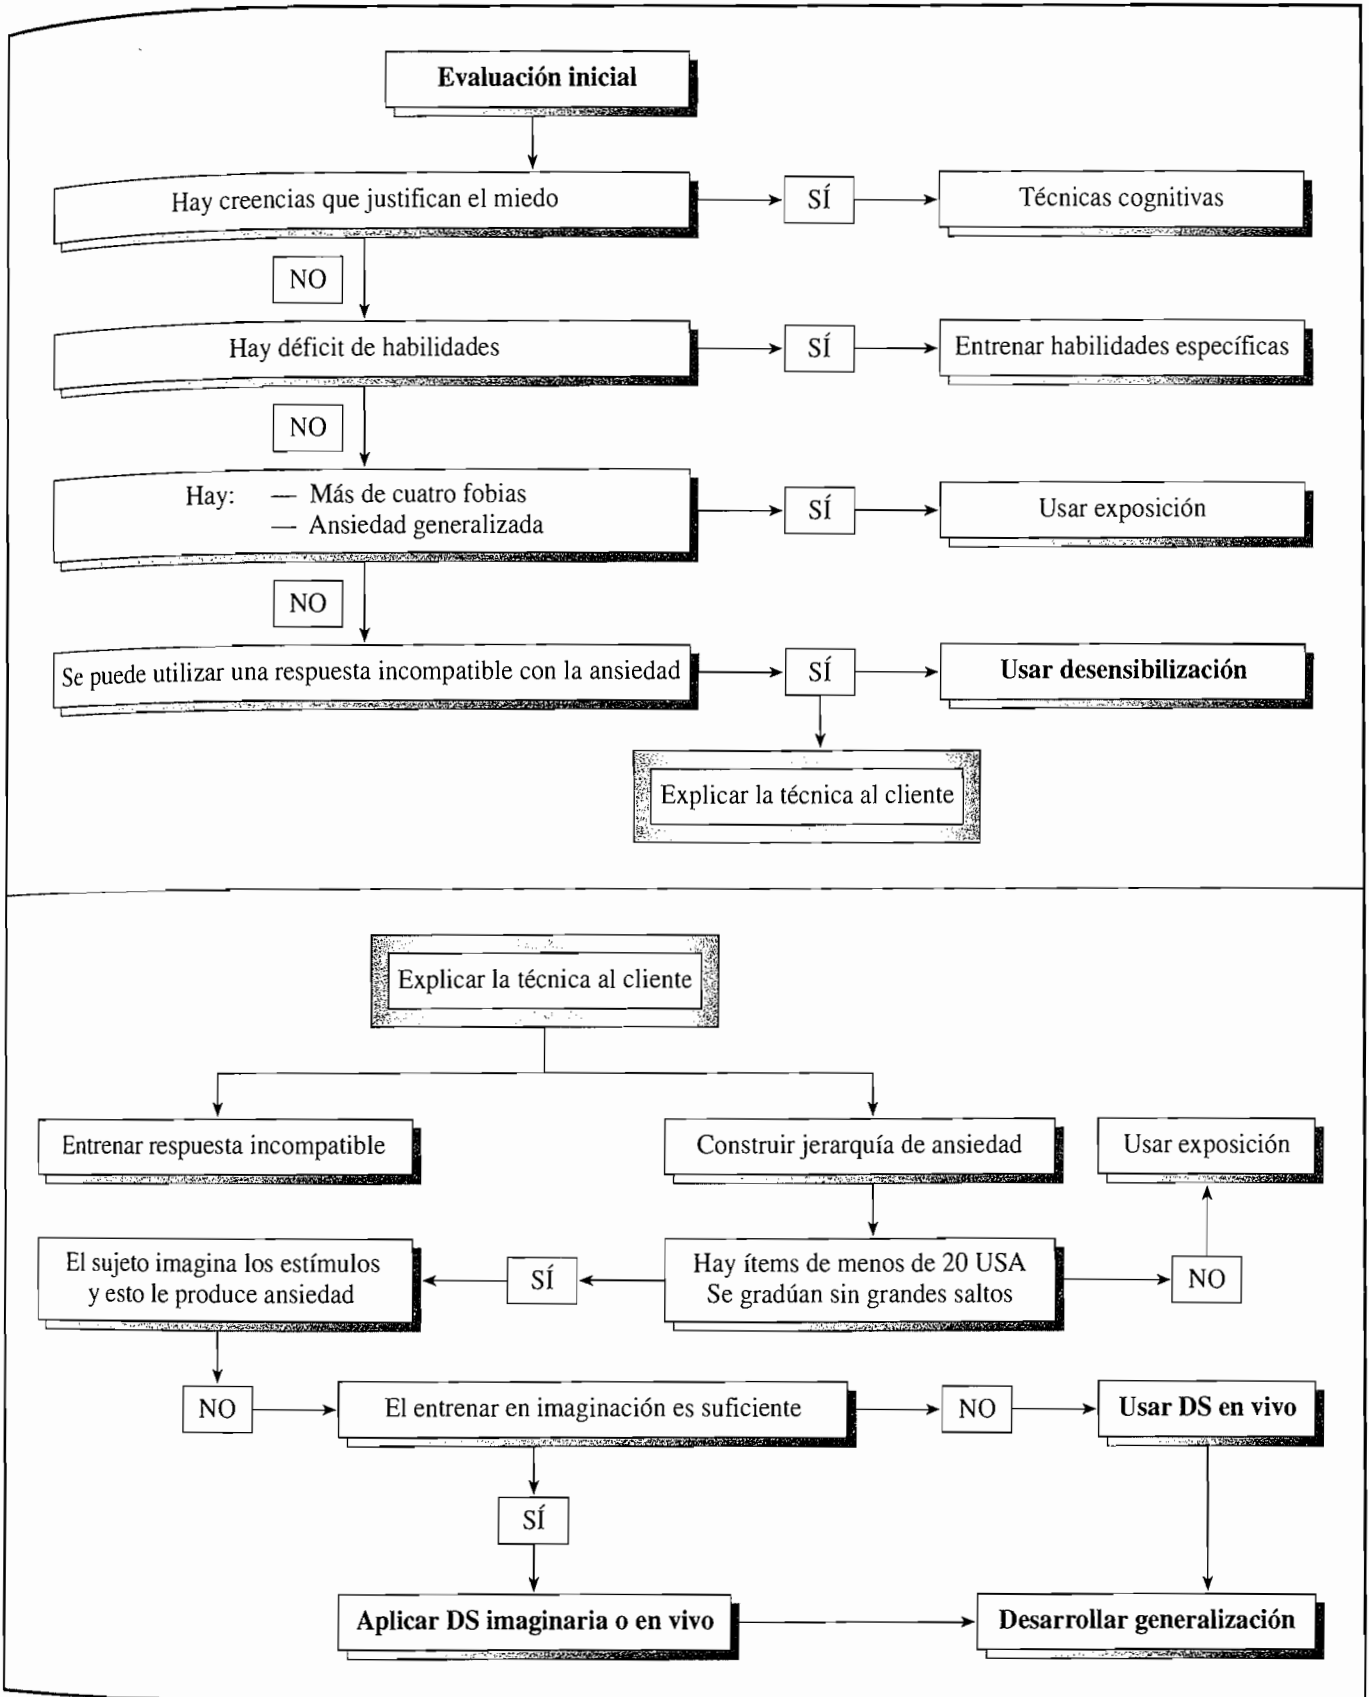 Evaluación inicial
Hay creencias que justifican el miedo
SÍ
Técnicas cognitivas
NO
Hay déficit de habilidades
SÍ
Entrenar habilidades específicas
NO
Hay: — Más de cuatro fobias
— Ansiedad generalizada
SÍ
Usar exposición
NO
Se puede utilizar una respuesta incompatible con la ansiedad
SÍ
Usar desensibilización
Explicar la técnica al cliente
Explicar la técnica al cliente
Entrenar respuesta incompatible
Construir jerarquía de ansiedad
Usar exposición
El sujeto imagina los estímulos
y esto le produce ansiedad
SÍ
Hay ítems de menos de 20 USA
Se gradúan sin grandes saltos
NO
NO
El entrenar en imaginación es suficiente
NO
Usar DS en vivo
SÍ
Aplicar DS imaginaria o en vivo
Desarrollar generalización